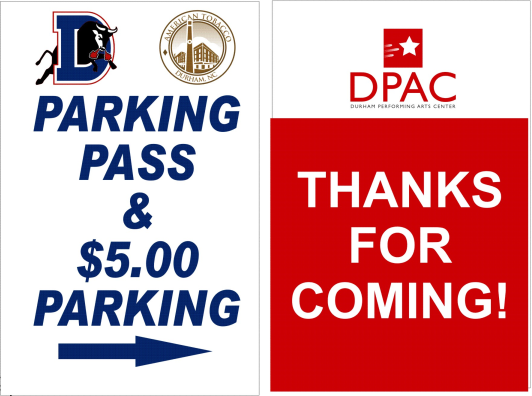 D
AMERICAN TOBACCO
DURHAM, NC
PARKING
PASS
&
$5.00
PARKING
DPAC
DURHAM PERFORMING ARTS CENTER
THANKS
FOR
COMING!